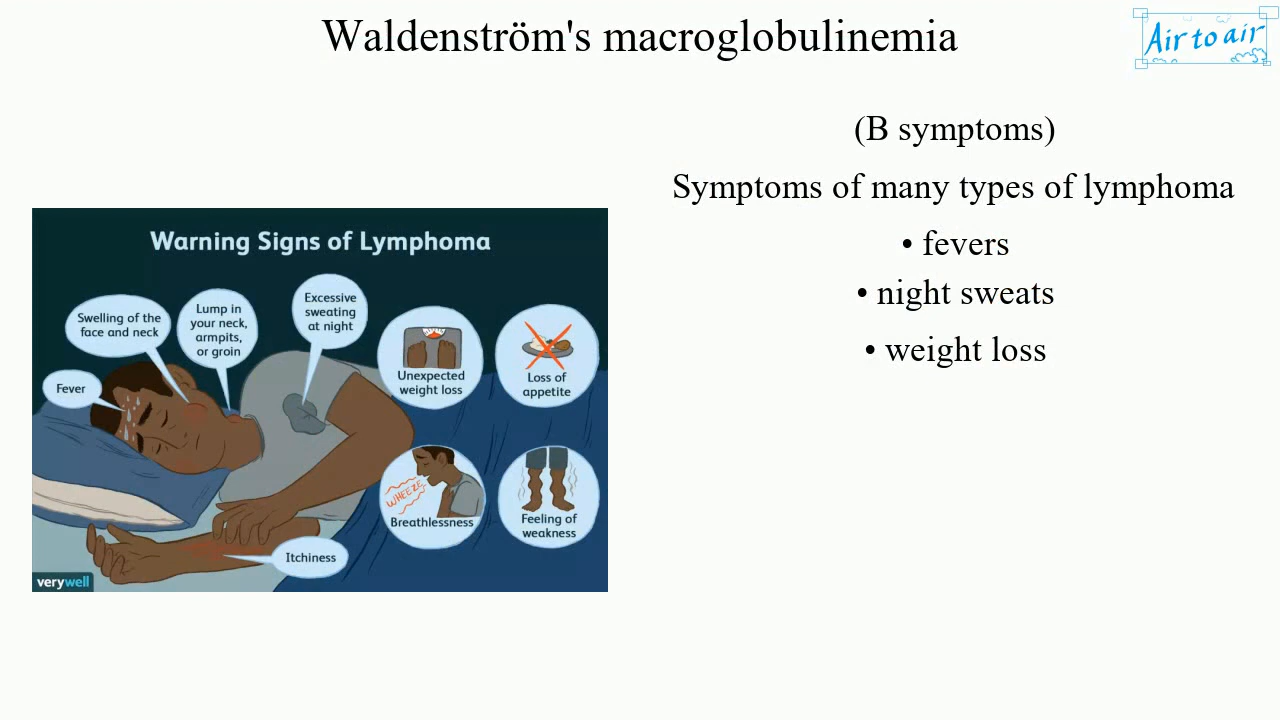 Waldenström's macroglobulinemia
Air to air
(B symptoms)
Symptoms of many types of lymphoma
• fevers
• night sweats
• weight loss
Warning Signs of Lymphoma
Swelling of the
face and neck
Lump in
your neck,
armpits,
or groin
Excessive
sweating
at night
Fever
Unexpected
weight loss
Loss of
appetite
WHEEZE
Breathlessness
Feeling of
weakness
Itchiness
verywell